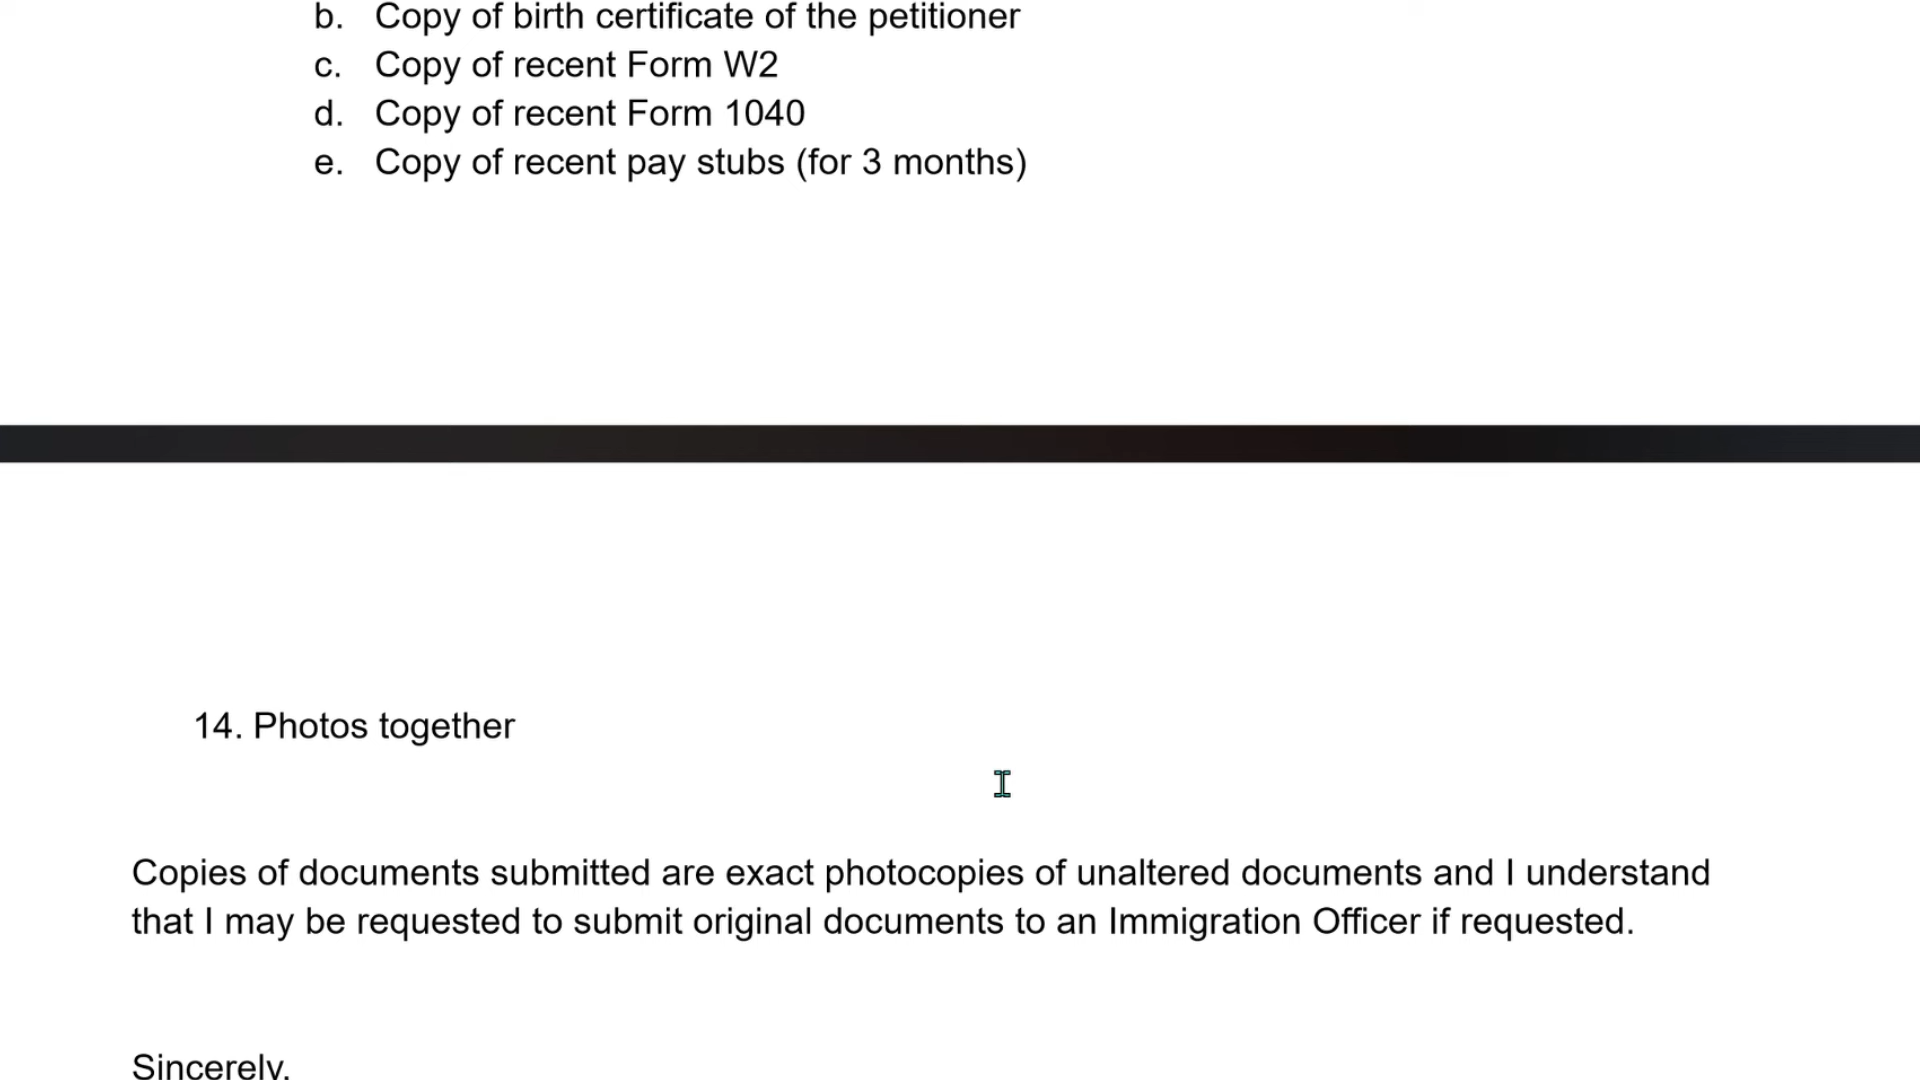 b. Copy of birth certificate of the petitioner
c. Copy of recent Form W2
d. Copy of recent Form 1040
e. Copy of recent pay stubs (for 3 months)
14. Photos together
Copies of documents submitted are exact photocopies of unaltered documents and I understand
that I may be requested to submit original documents to an Immigration Officer if requested.
Sincerely,